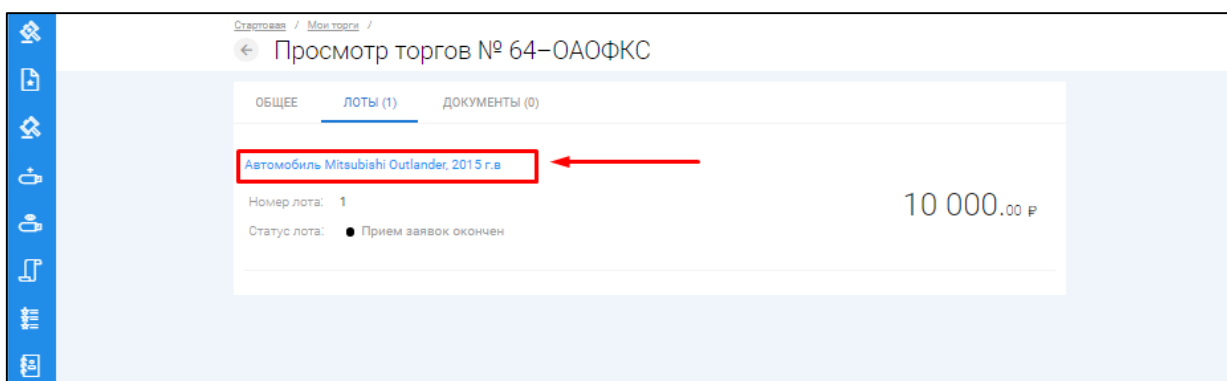 Стартовая / Мои торги /
Просмотр торгов № 64–ОАОФКС
ОБЩЕЕ ЛОТЫ (1) ДОКУМЕНТЫ (0)
Автомобиль Mitsubishi Outlander, 2015 г.в
Номер лота: 1
10 000.00 ₽
Статус лота: Прием заявок окончен